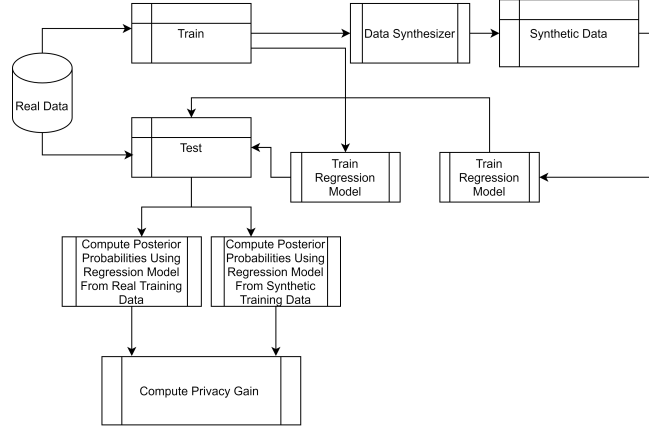 Train
Data Synthesizer
Synthetic Data
Real Data
Test
Train
Regression
Model
Train
Regression
Model
Compute Posterior
Probabilities Using
Regression Model
From Real Training
Data
Compute Posterior
Probabilities Using
Regression Model
From Synthetic
Training Data
Compute Privacy Gain